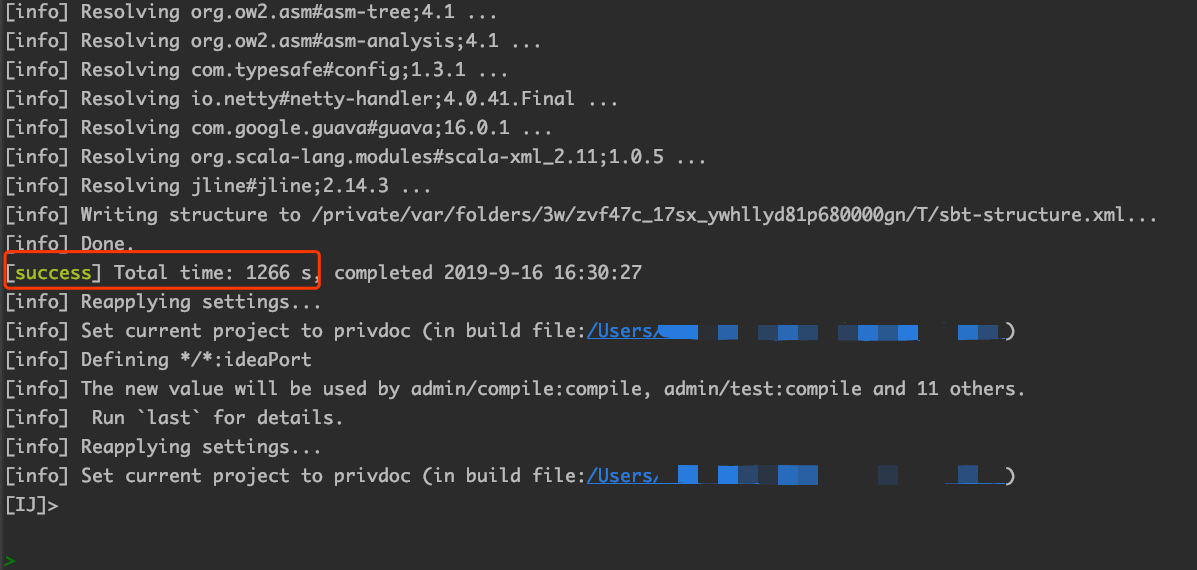 [info] Resolving org.ow2.asm#asm-tree;4.1 ...
[info] Resolving org.ow2.asm#asm-analysis;4.1 ...
[info] Resolving com.typesafe#config;1.3.1 ...
[info] Resolving io.netty#netty-handler;4.0.41.Final ...
[info] Resolving com.google.guava#guava;16.0.1 ...
[info] Resolving org.scala-lang.modules#scala-xml_2.11;1.0.5 ...
[info] Resolving jline#jline;2.14.3 ...
[info] Writing structure to /private/var/folders/3w/zvf47c_17sx_ywhllyd81p680000gn/T/sbt-structure.xml...
[info] Done.
[success] Total time: 1266 s, completed 2019-9-16 16:30:27
[info] Reapplying settings...
[info] Set current project to privdoc (in build file:/Users/ )
[info] Defining */*:ideaPort
[info] The new value will be used by admin/compile:compile, admin/test:compile and 11 others.
[info]  Run `last` for details.
[info] Reapplying settings...
[info] Set current project to privdoc (in build file:/Users/ )
[IJ]>
>